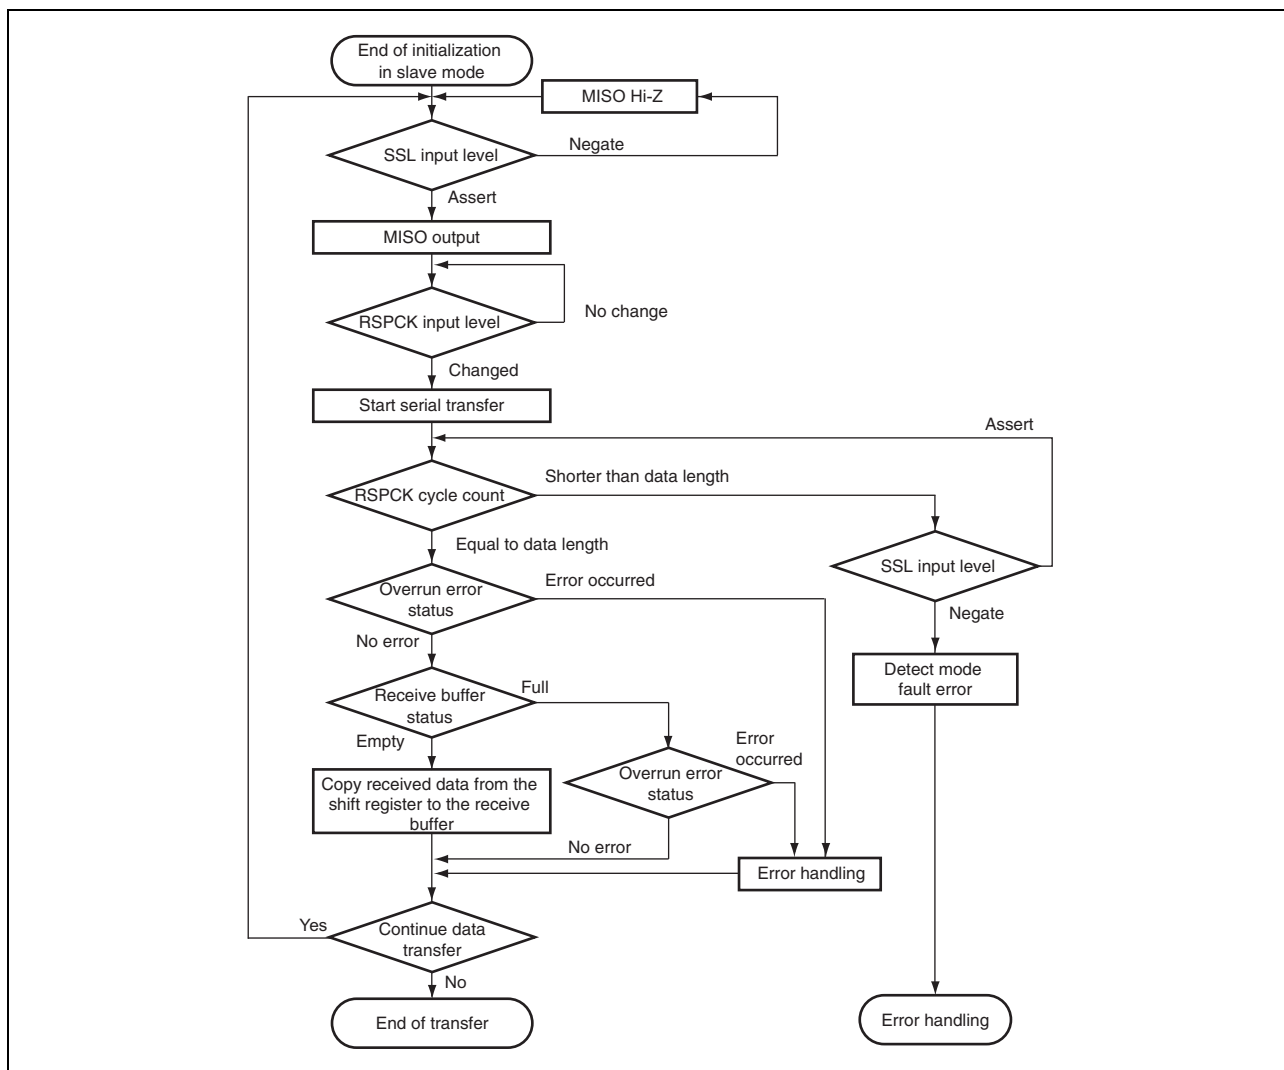 End of initialization
in slave mode
MISO Hi-Z
SSL input level
Negate
Assert
MISO output
RSPCK input level
No change
Changed
Start serial transfer
Assert
RSPCK cycle count
Shorter than data length
Equal to data length
SSL input level
Overrun error
status
Error occurred
Negate
No error
Detect mode
fault error
Receive buffer
status
Full
Empty
Error
occurred
Overrun error
status
Copy received data from the
shift register to the receive
buffer
No error
Error handling
Yes
Continue data
transfer
No
End of transfer
Error handling